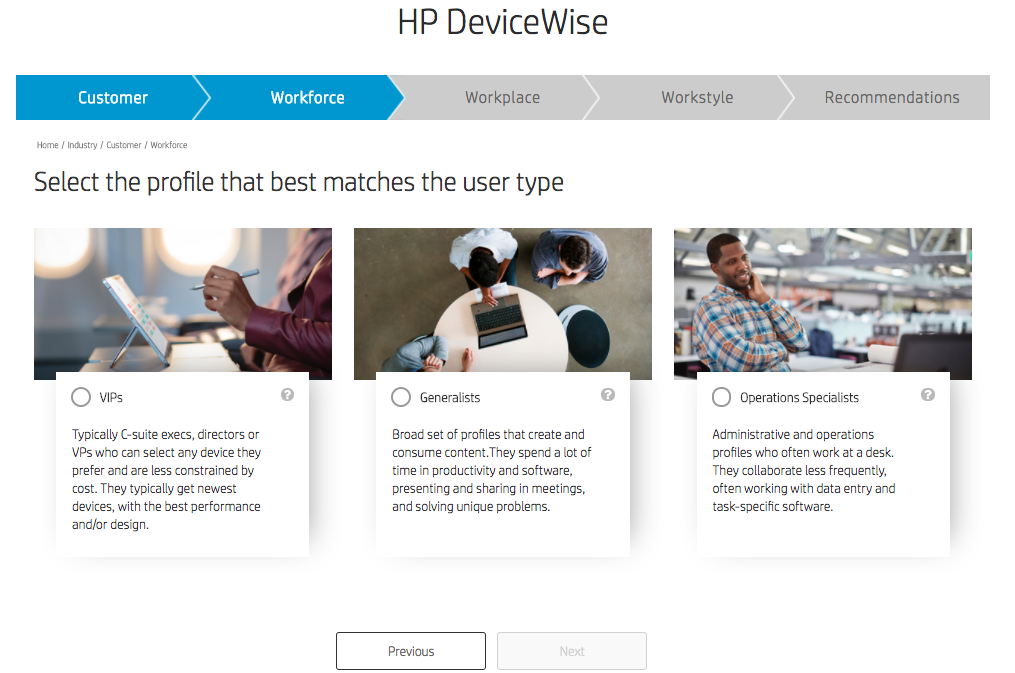 HP DeviceWise
Customer
Workforce
Workplace
Workstyle
Recommendations
Home / Industry / Customer / Workforce
Select the profile that best matches the user type
VIPs
?
Typically C-suite execs, directors or
VPs who can select any device they
prefer and are less constrained by
cost. They typically get newest
devices, with the best performance
and/or design.
Generalists
?
Broad set of profiles that create and
consume content.They spend a lot of
time in productivity and software,
presenting and sharing in meetings,
and solving unique problems.
Operations Specialists
?
Administrative and operations
profiles who often work at a desk.
They collaborate less frequently,
often working with data entry and
task-specific software.
Previous
Next